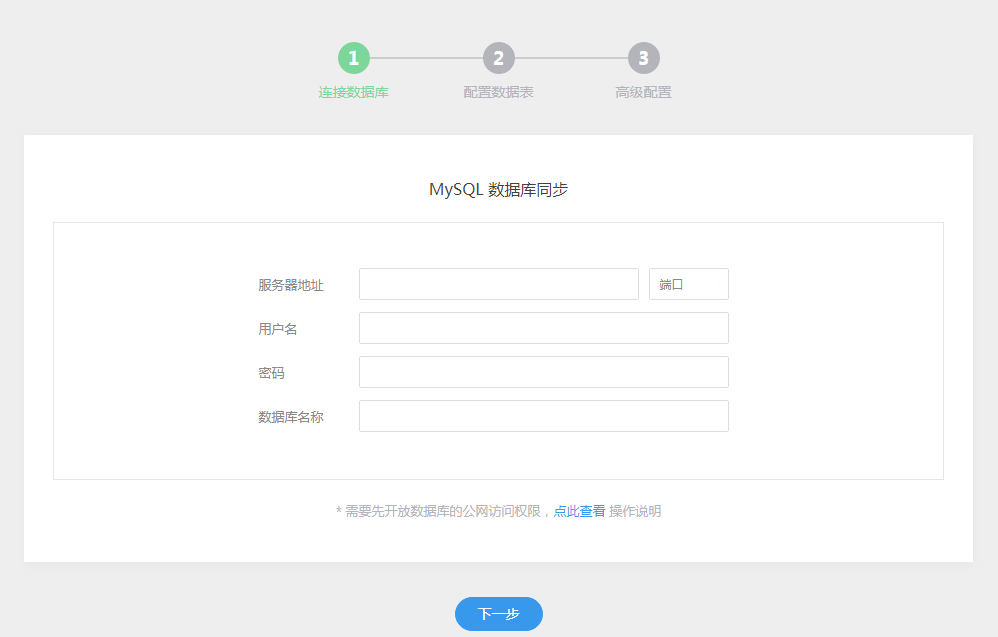 1 2 3
连接数据库 配置数据表 高级配置
MySQL 数据库同步
服务器地址 端口
用户名
密码
数据库名称
* 需要先开放数据库的公网访问权限，点此查看 操作说明
下一步